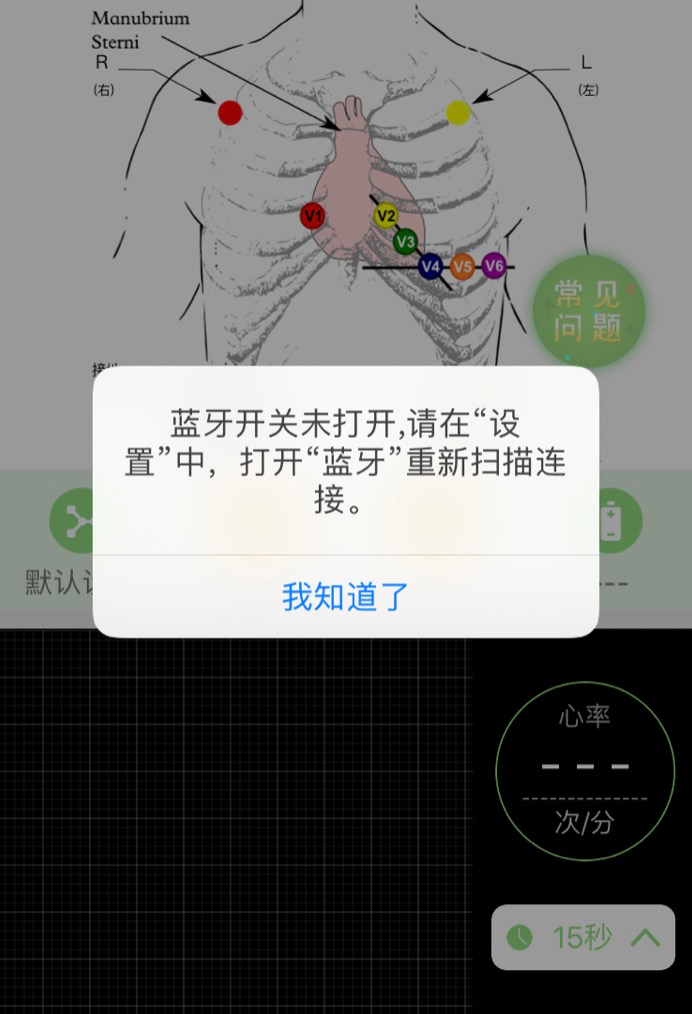 Manubrium
Sterni
R
L
(右)
(左)
V1
V2
V3
V4
V5
V6
常 见
问 题
蓝牙开关未打开,请在“设
置”中，打开“蓝牙”重新扫描连
接。
我知道了
默认
---
心率
---
次/分
15秒